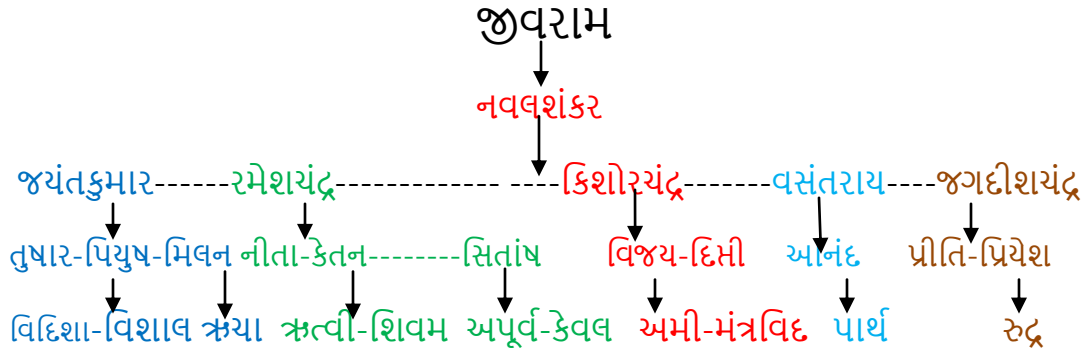 જીવરામ
નવલશંકર
જયંતકુમાર------રમેશચંદ્ર------------- ----કિશોરચંદ્ર-------વસંતરાય----જગદીશચંદ્ર
તુષાર-પિયુષ-મિલન નીતા-કેતન--------સિતાંષ વિજય-દિપ્તી આનંદ પ્રીતિ-પ્રિયેશ
વિદિશા-વિશાલ ઋચા ઋત્વી-શિવમ અપૂર્વ-કેવલ અમી-મંત્રવિદ પાર્થ રુદ્ર